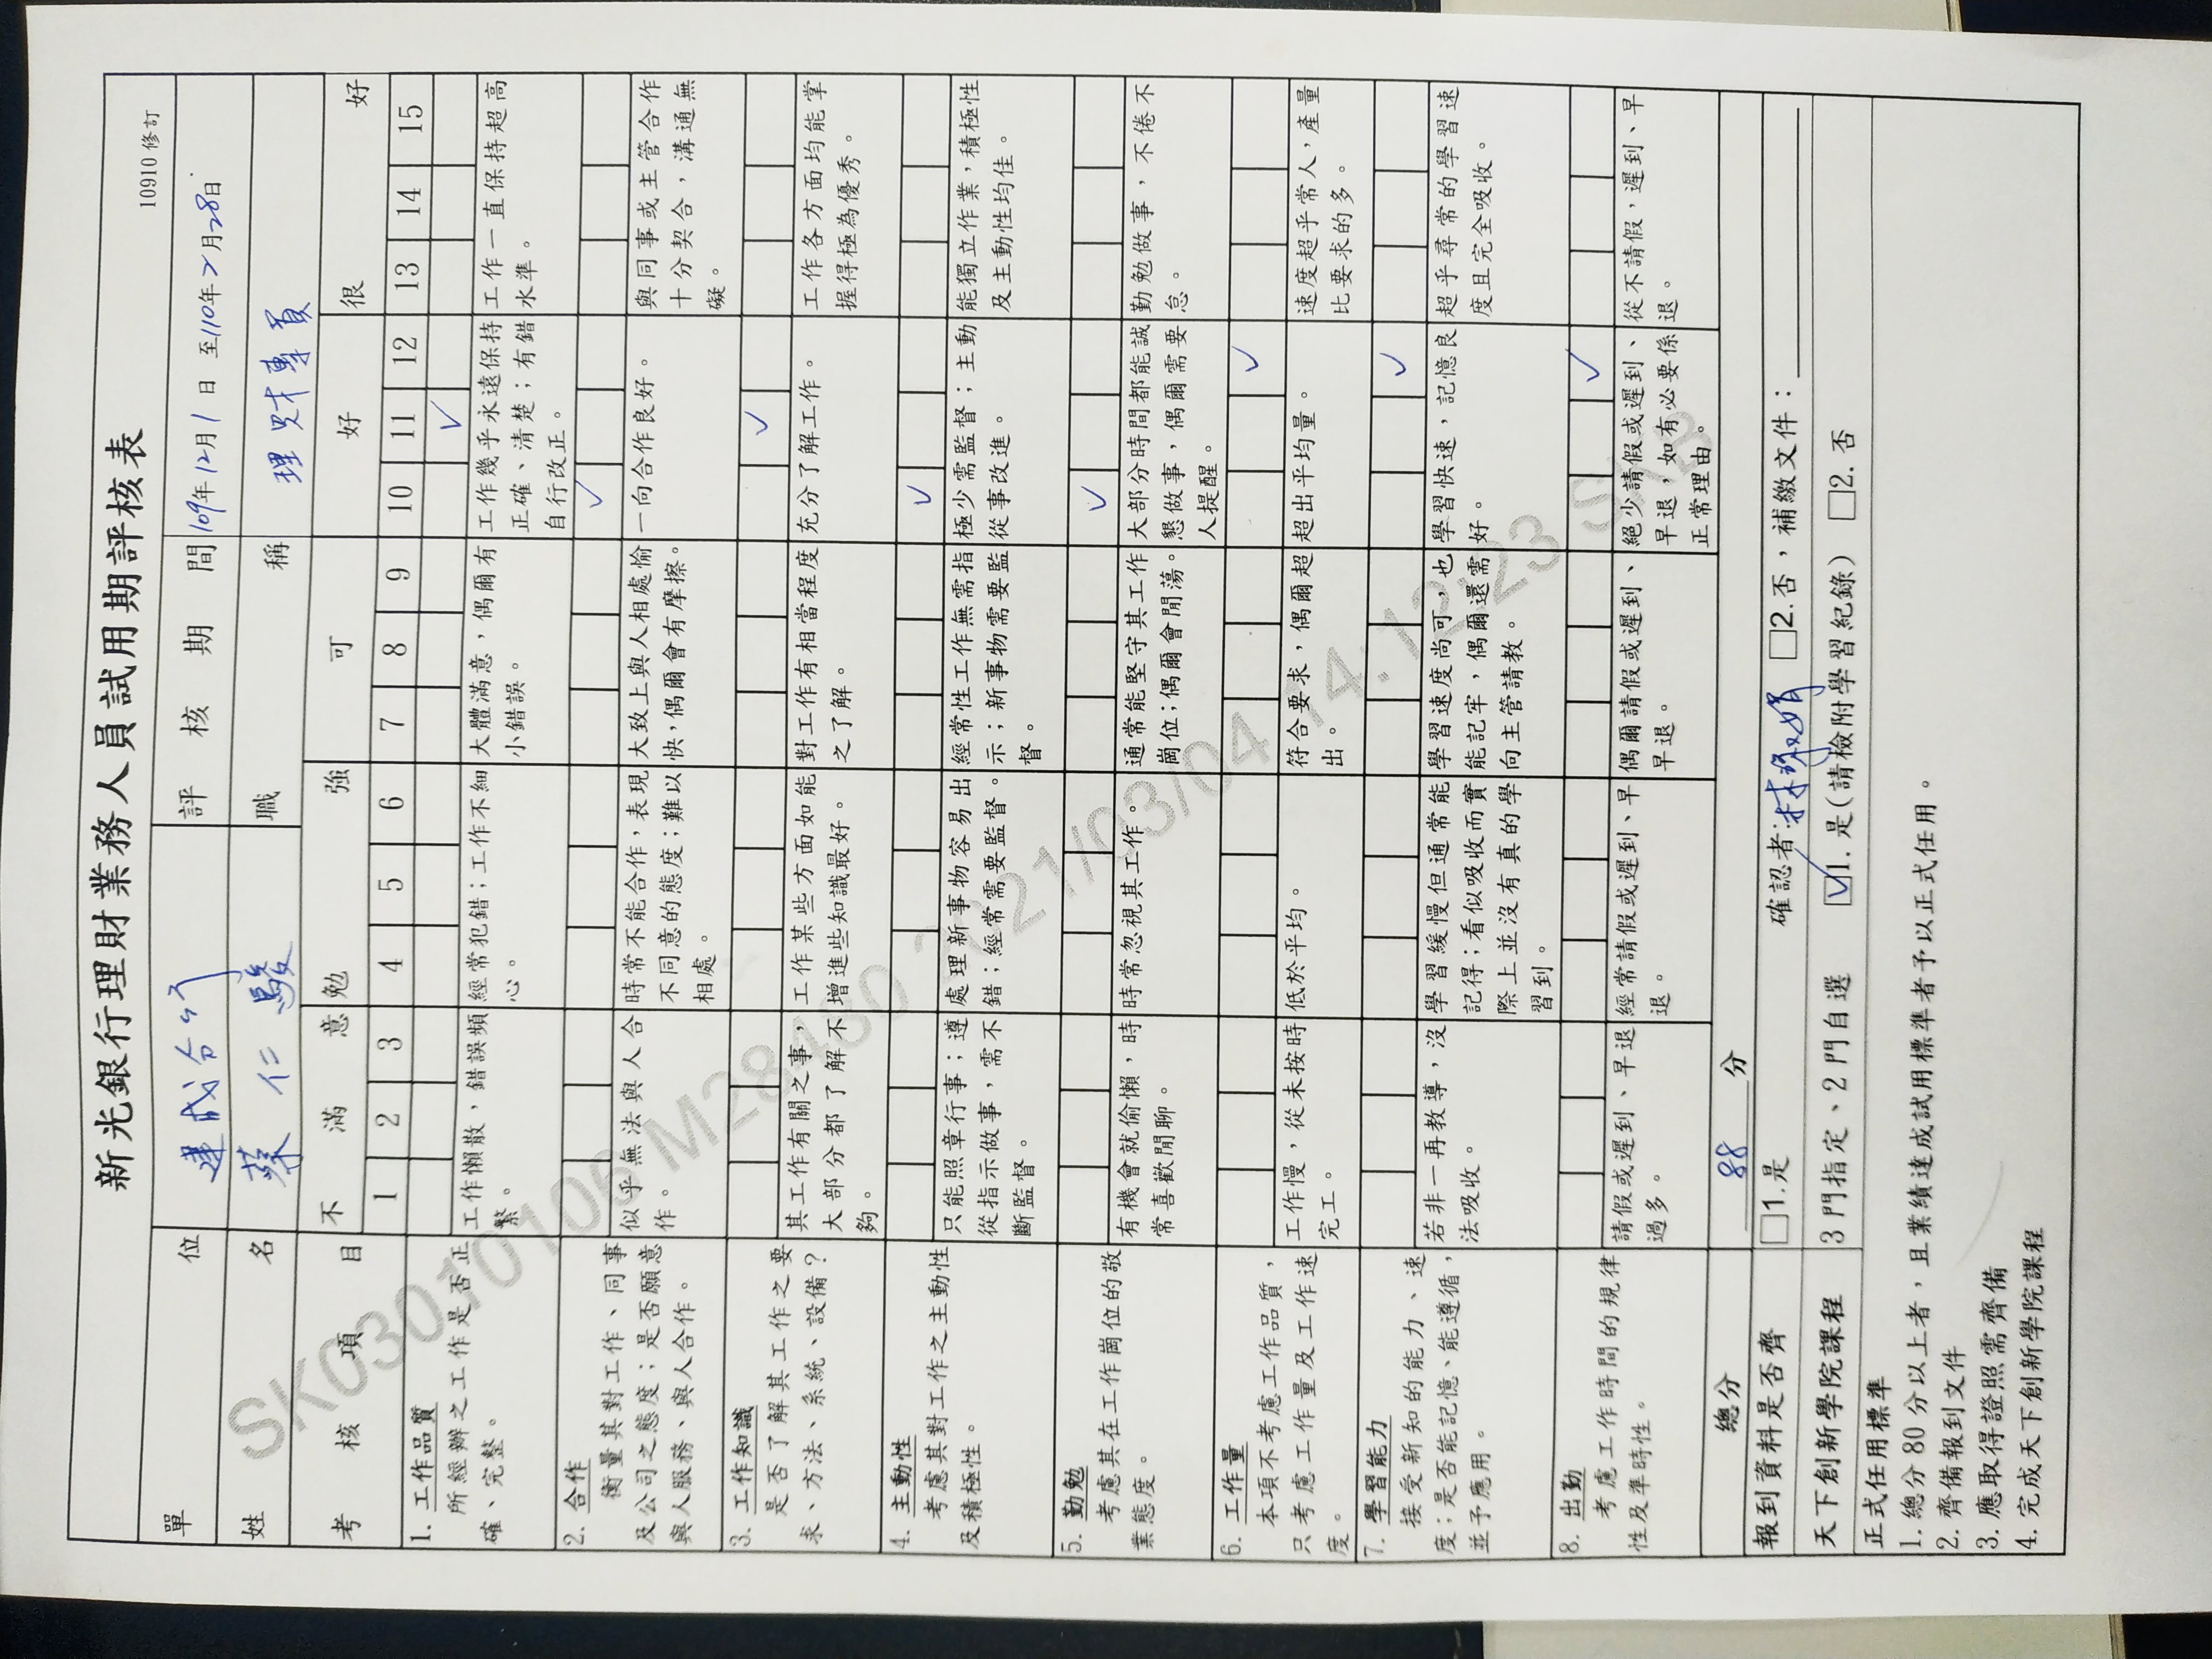 新光銀行理財業務人員試用期評核表
10910 修訂
單位 達成分行 評核期間 109年12月1日 至110年2月28日
姓名 蔡仁駿 職稱 理財專員
考核項目 不滿意 勉強 可 好 很好
1 2 3 4 5 6 7 8 9 10 11 12 13 14 15
1. 工作品質
所經辦之工作是否正
確、完整。
✓
工作懶散，錯誤頻
繁。
經常犯錯；工作不細
心。
大體滿意，偶爾有
小錯誤。
工作幾乎永遠保持
正確、清楚；有錯
自行改正。
工作一直保持超高
水準。
2. 合作
衡量其對工作、同事
及公司之態度；是否願意
與人服務、與人合作。
✓
似乎無法與人合
作。
時常不能合作，表現
不同意的態度；難以
相處。
大致上與人相處愉
快，偶爾會有摩擦。
一向合作良好。
與同事或主管合作
十分契合，溝通無
礙。
3. 工作知識
是否了解其工作之要
求、方法、系統、設備？
✓
其工作有關之事，
大部分都了解不
夠。
工作某些方面如能
增進些知識最好。
對工作有相當程度
之了解。
充分了解工作。
工作各方面均能掌
握得極為優秀。
4. 主動性
考慮其對工作之主動性
及積極性。
✓
只能照章行事；遵
從指示做事，需不
斷監督。
處理新事物容易出
錯；經常需要監督。
經常性工作無需指
示；新事物需要監
督。
極少需監督；主動
從事改進。
能獨立作業，積極性
及主動性均佳。
5. 勤勉
考慮其在工作崗位的敬
業態度。
✓
有機會就偷懶，時
常喜歡閒聊。
時常忽視其工作。
通常能堅守其工作
崗位；偶爾會閒蕩。
大部分時間都能誠
懇做事，偶爾需要
人提醒。
勤勉做事，不倦不
怠。
6. 工作量
本項不考慮工作品質，
只考慮工作量及工作速
度。
✓
工作慢，從未按時
完工。
低於平均。
符合要求，偶爾超
出。
超出平均量。
速度超乎常人，產量
比要求的多。
7. 學習能力
接受新知的能力、速
度；是否能記憶、能遵循，
並予應用。
✓
若非一再教導，沒
法吸收。
學習緩慢但通常能
記得；看似吸收而實
際上並沒有真的學
習到。
學習速度尚可，也
能記牢，偶爾還需
向主管請教。
學習快速，記憶良
好。
超乎尋常的學習速
度且完全吸收。
8. 出勤
考慮工作時間的規律
性及準時性。
✓
請假或遲到、早退
過多。
經常請假或遲到、早
退。
偶爾請假或遲到、
早退。
絕少請假或遲到、
早退，如有必要係
正常理由。
從不請假，遲到、早
退。
總分 88 分
報到資料是否齊 □1.是 確認者:林淑娟 □2.否，補繳文件：
天下創新學院課程 3門指定、2門自選 ☑1. 是(請檢附學習紀錄) □2. 否
正式任用標準
1. 總分 80 分以上者，且業績達成試用標準者予以正式任用。
2. 齊備報到文件
3. 應取得證照需齊備
4. 完成天下創新學院課程